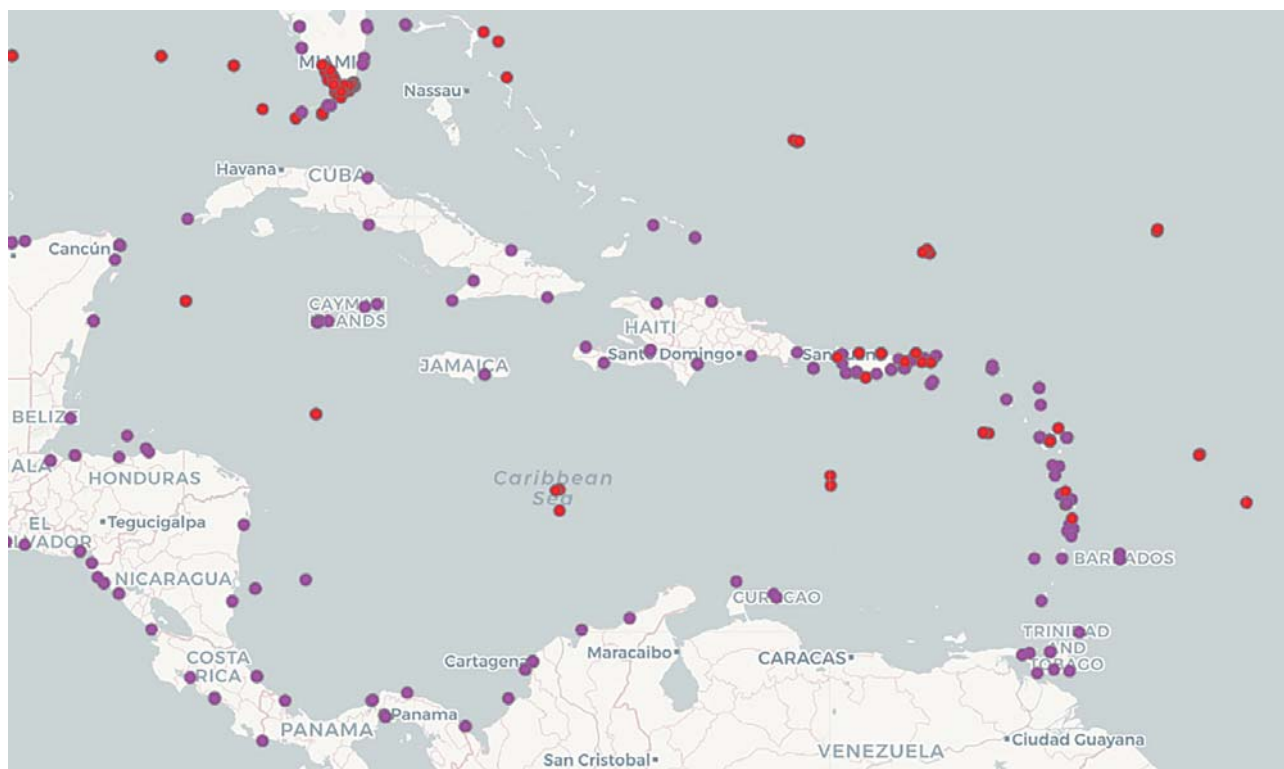 MIAMI
Nassau
Havana
CUBA
Cancún
CAYMAN
ISLANDS
HAITI
Santo Domingo
San Juan
JAMAICA
BELIZE
Caribbean
Sea
HONDURAS
Tegucigalpa
EL
NICARAGUA
BARBADOS
CURACAO
TRINIDAD
AND
TOBAGO
COSTA
RICA
Cartagena
Maracaibo
CARACAS
PANAMA
Panama
VENEZUELA
Ciudad Guayana
San Cristobal